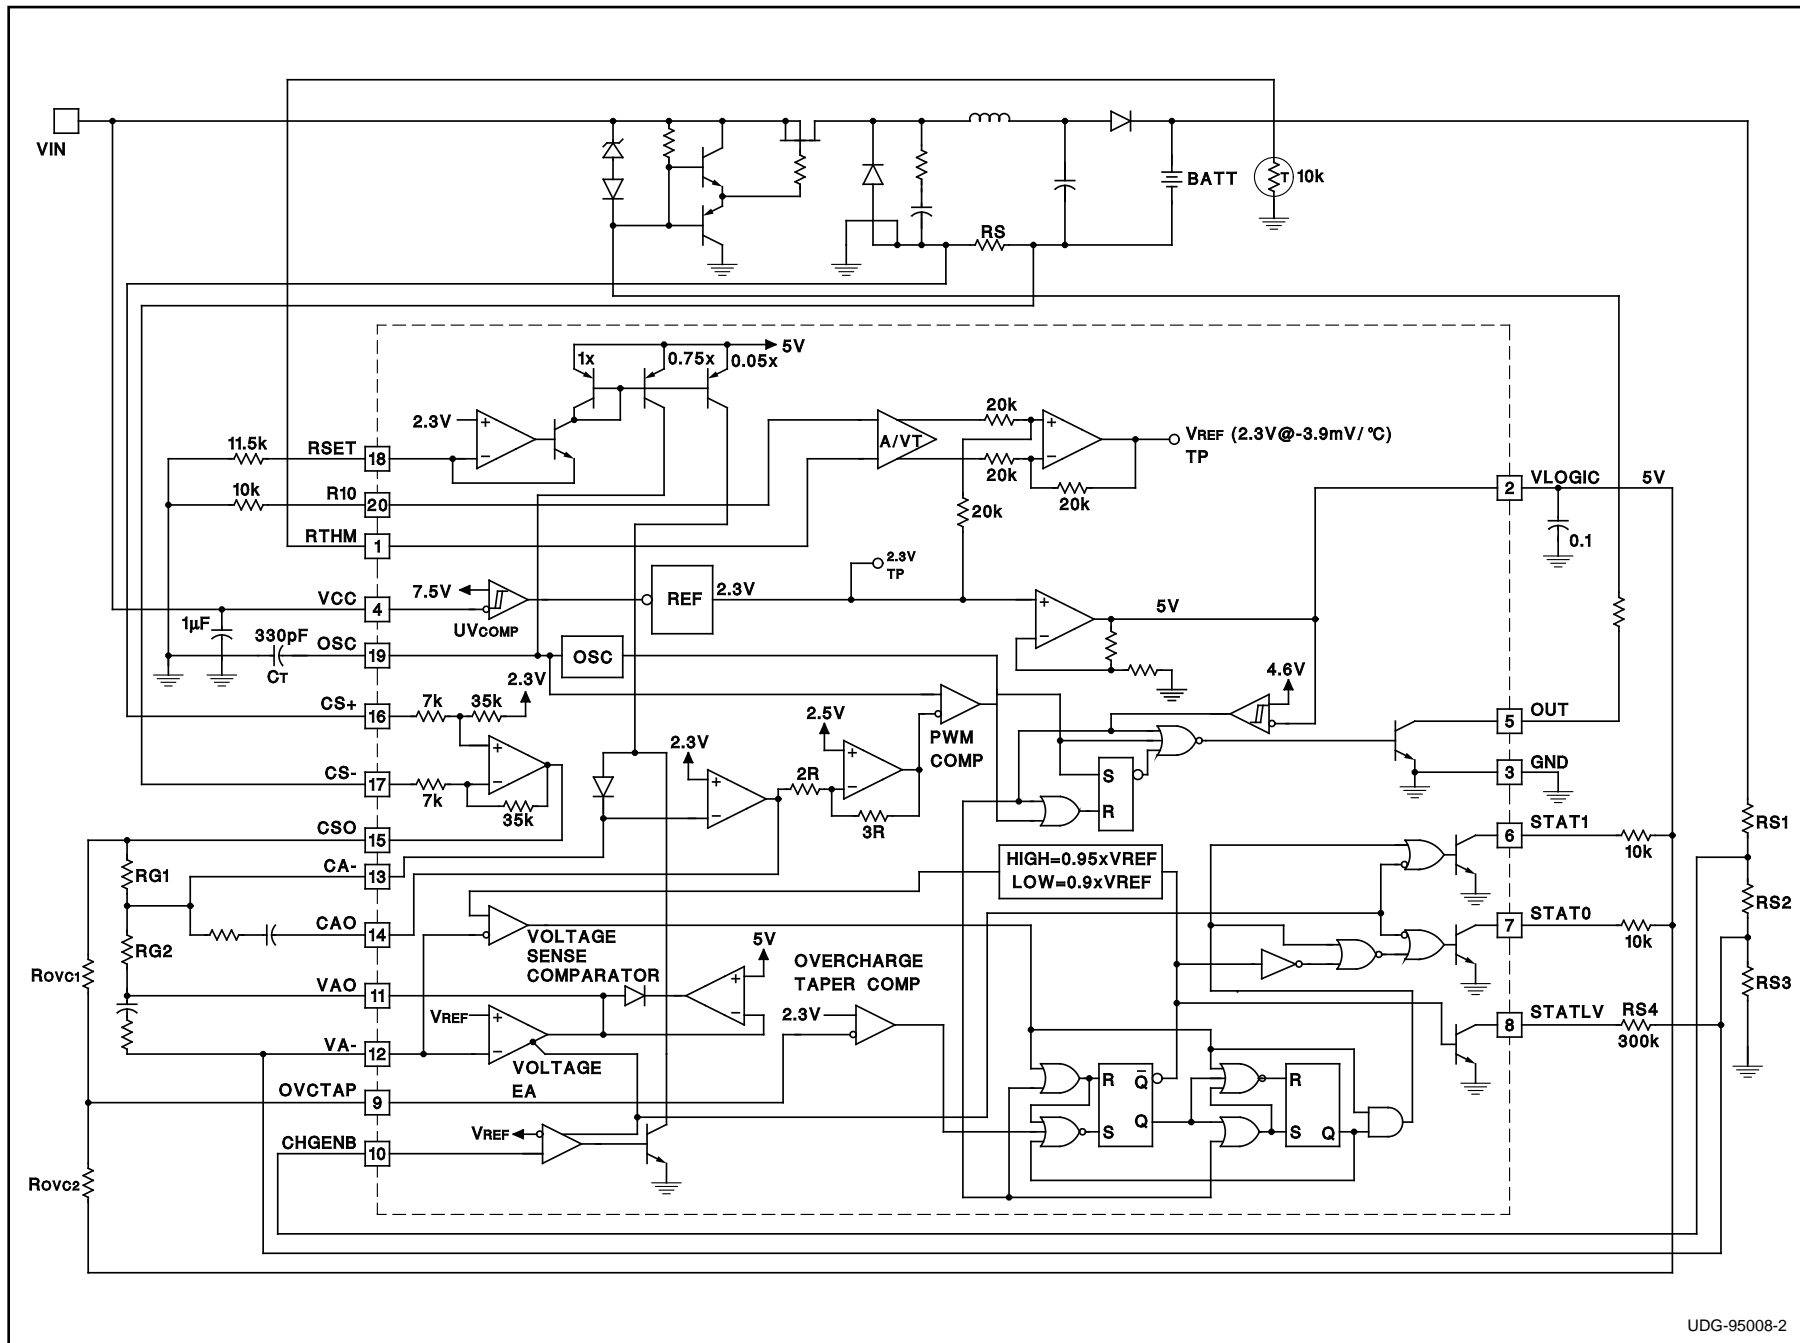 VIN
BATT
T
10k
RS
1x
0.75x
0.05x
5V
2.3V
RSET
11.5k
18
10k
R10
20
RTHM
1
A/VT
20k
20k
20k
20k
VREF (2.3V@-3.9mV/°C)
TP
2
VLOGIC
5V
0.1
2.3V
TP
VCC
4
7.5V
UVCOMP
REF
2.3V
5V
1µF
330pF
CT
OSC
19
OSC
4.6V
CS+
16
7k
35k
2.3V
CS-
17
7k
35k
2.3V
2R
2.5V
3R
PWM
COMP
S
R
5
OUT
3
GND
CSO
15
RG1
CA-
13
CAO
14
RG2
HIGH=0.95xVREF
LOW=0.9xVREF
6
STAT1
10k
7
STAT0
10k
RS1
RS2
RS3
VOLTAGE
SENSE
COMPARATOR
5V
OVERCHARGE
TAPER COMP
2.3V
ROVC1
VAO
11
VREF
VA-
12
VOLTAGE
EA
8
STATLV
RS4
300k
OVCTAP
9
CHGENB
10
VREF
ROVC2
R
Q
Q
S
R
S
Q
UDG-95008-2